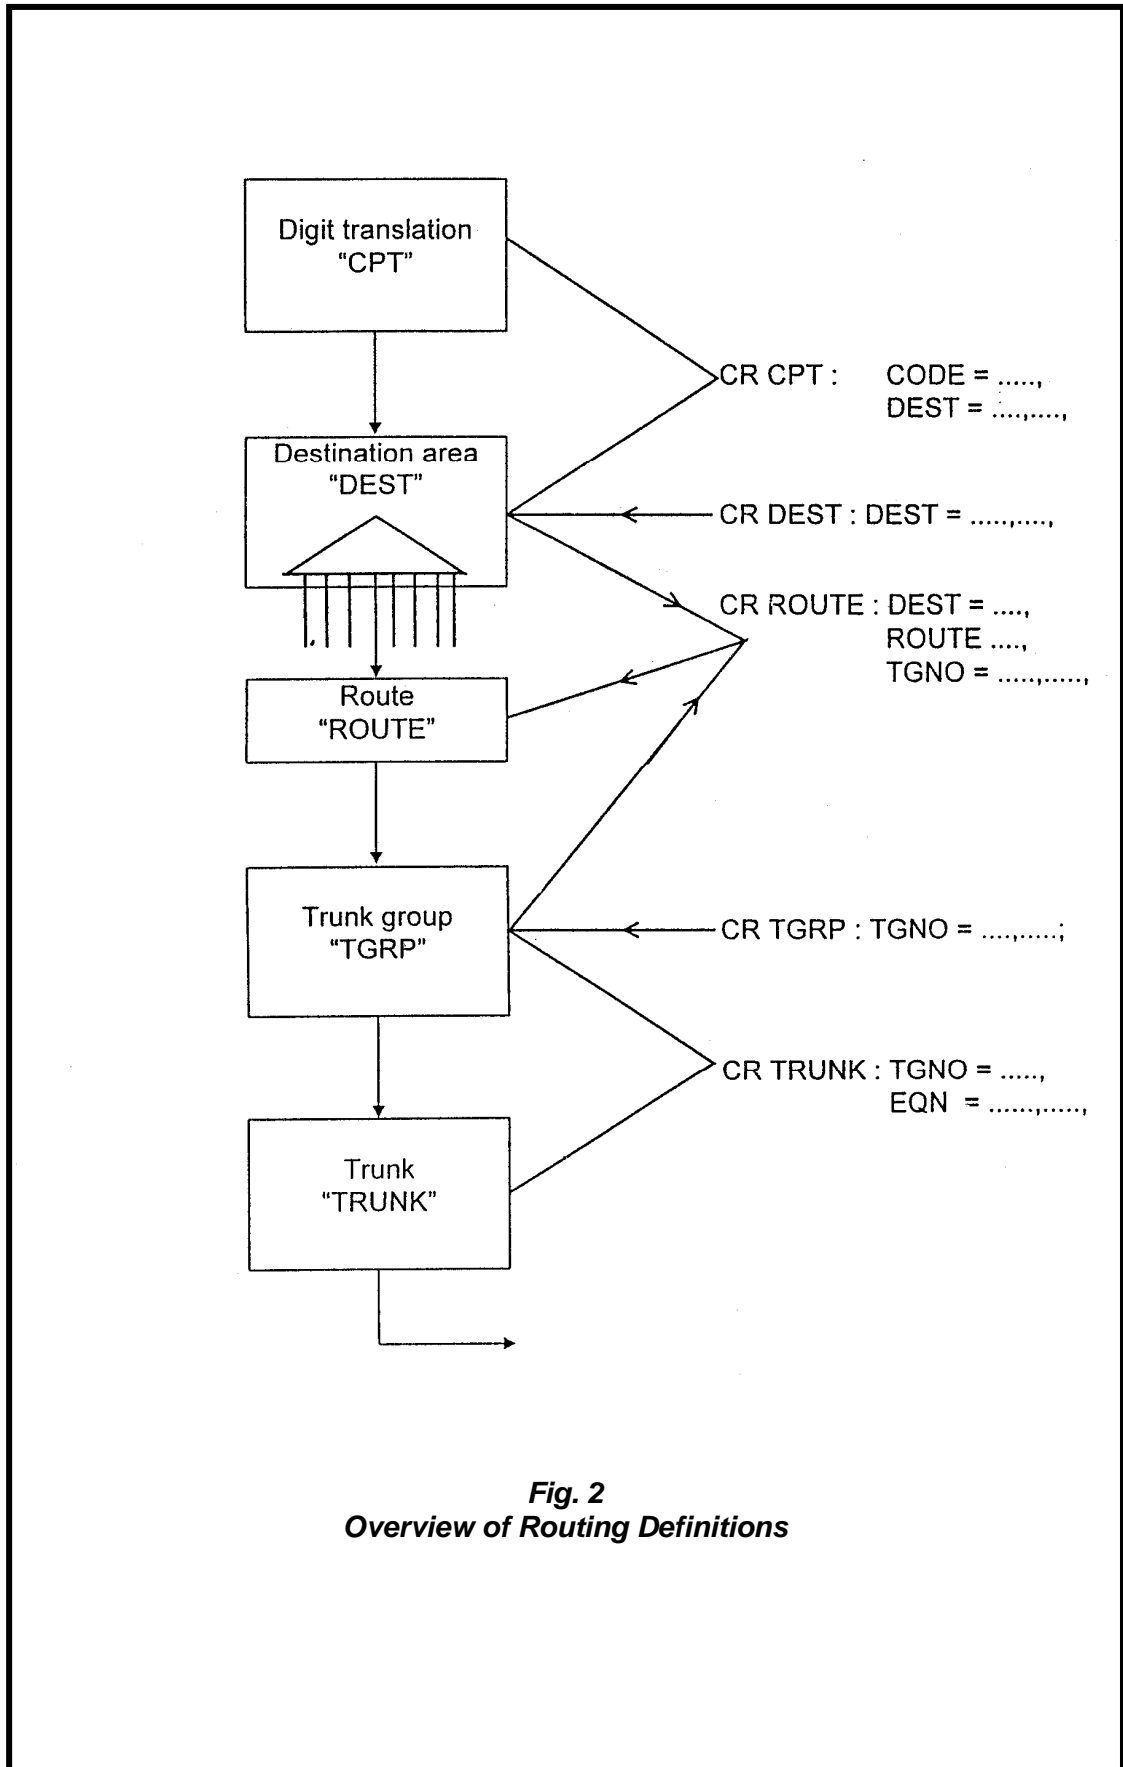 Digit translation
“CPT”
CR CPT : CODE = .....,
DEST = ....,....,
Destination area
“DEST”
CR DEST : DEST = .....,....,
CR ROUTE : DEST = ....,
ROUTE ....,
TGNO = .....,.....,
Route
“ROUTE”
Trunk group
“TGRP”
CR TGRP : TGNO = ....,.....;
CR TRUNK : TGNO = .....,
EQN = ......,.....,
Trunk
“TRUNK”
Fig. 2
Overview of Routing Definitions